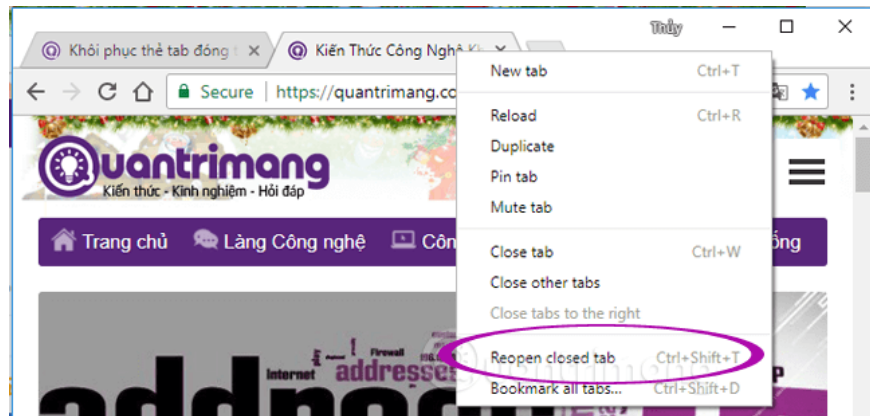 Thủy
Khôi phục thẻ tab đóng
Kiến Thức Công Nghệ
Secure | https://quantrimang.co
New tab Ctrl+T
Reload Ctrl+R
Duplicate
Pin tab
Mute tab
Close tab Ctrl+W
Close other tabs
Close tabs to the right
Reopen closed tab Ctrl+Shift+T
Bookmark all tabs... Ctrl+Shift+D
Quantrimang
Kiến thức - Kinh nghiệm - Hỏi đáp
Trang chủ Làng Công nghệ Côn
ống
Internet
Firewall
addresses